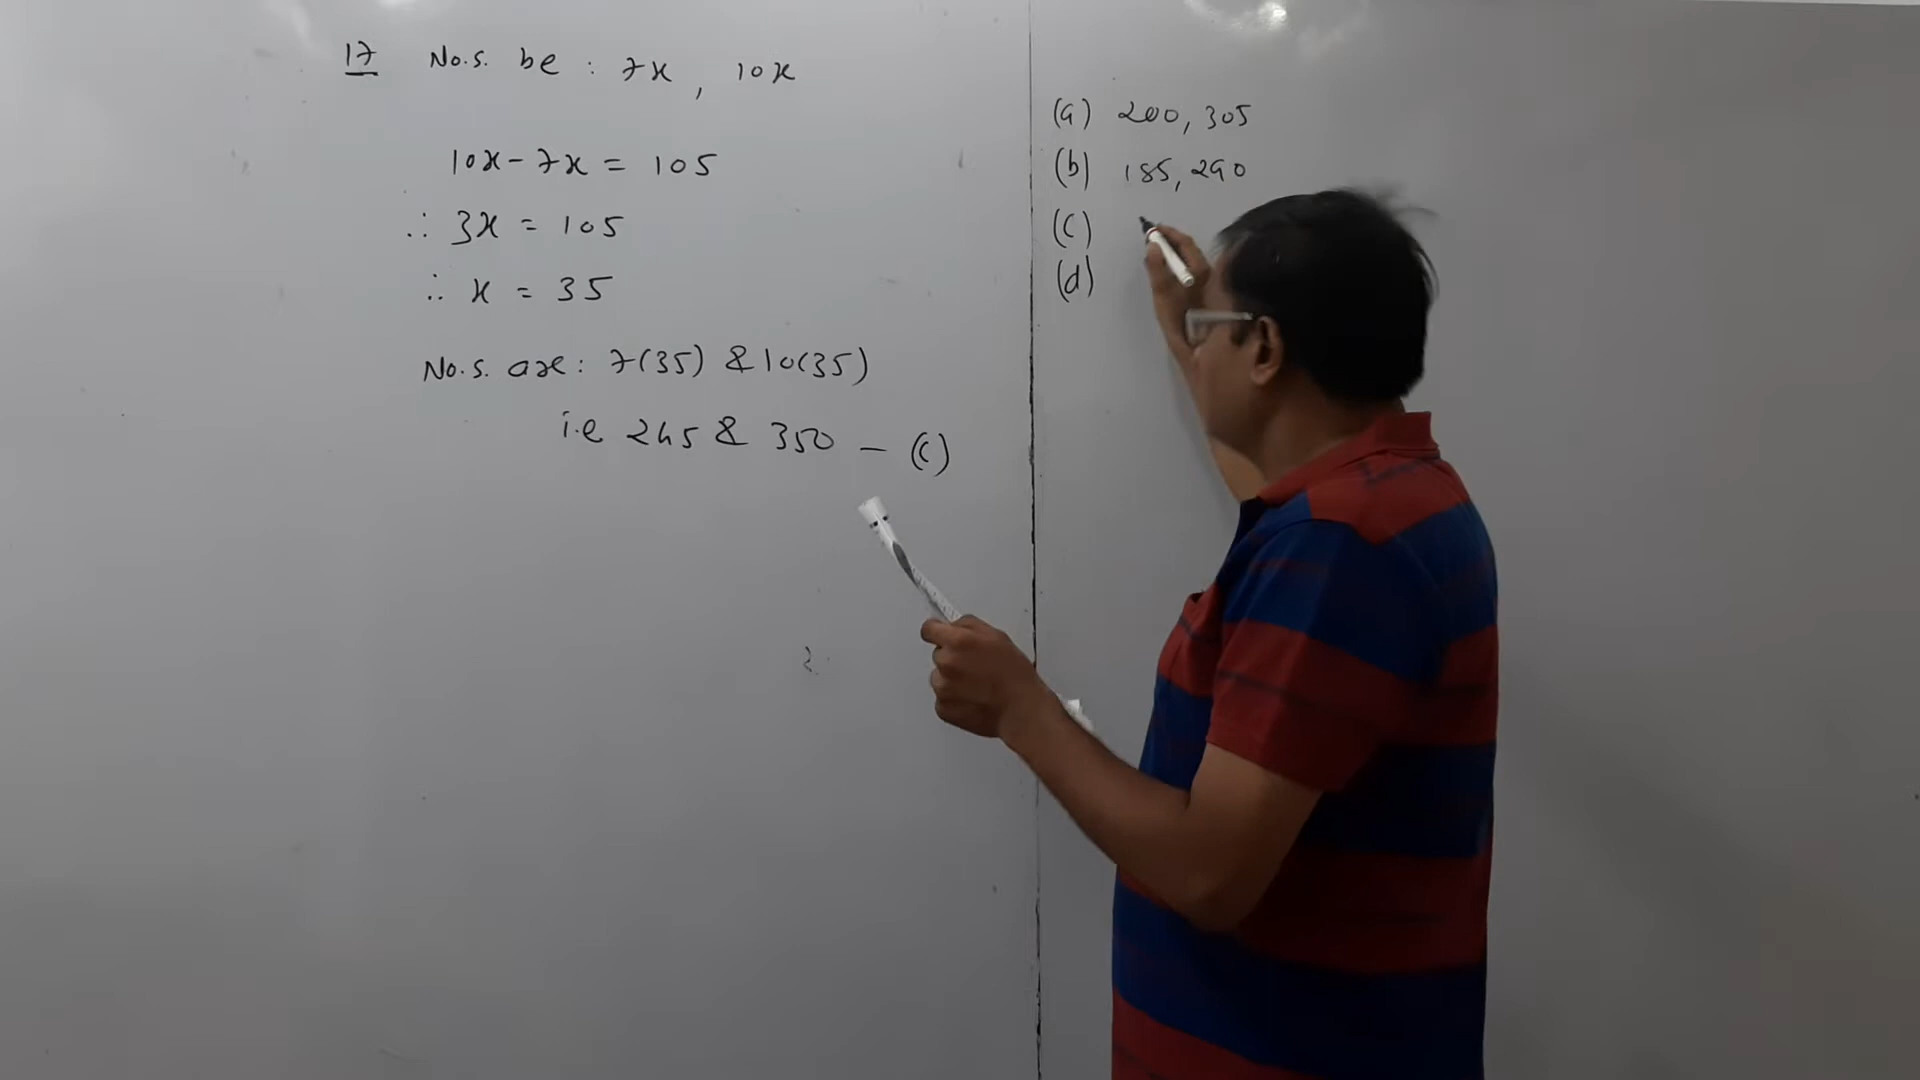 17 No.s. be : 7x , 10x
10x - 7x = 105
∴ 3x = 105
∴ x = 35
No.s. are : 7(35) & 10(35)
i.e 245 & 350 — (c)
(a) 200, 305
(b) 185, 290
(c)
(d)